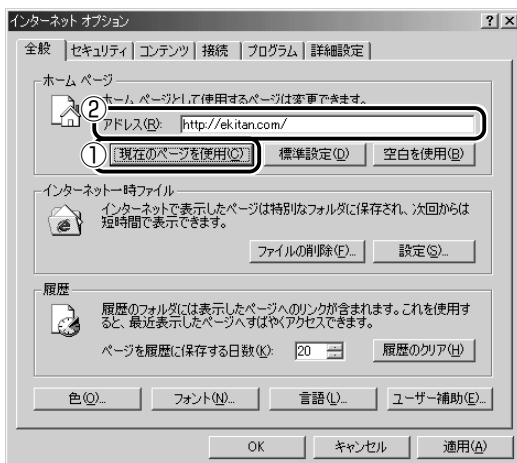 インターネット オプション
全般 セキュリティ コンテンツ 接続 プログラム 詳細設定
ホーム ページ
ホーム ページとして使用するページは変更できます。
② アドレス(R): http://ekitan.com/
① 現在のページを使用(C) 標準設定(D) 空白を使用(B)
インターネット一時ファイル
インターネットで表示したページは特別なフォルダに保存され、次回からは
短時間で表示できます。
ファイルの削除(F)... 設定(S)...
履歴
履歴のフォルダには表示したページへのリンクが含まれます。これを使用す
ると、最近表示したページへすばやくアクセスできます。
ページを履歴に保存する日数(K): 20 履歴のクリア(H)
色(O)... フォント(N)... 言語(L)... ユーザー補助(E)...
OK キャンセル 適用(A)